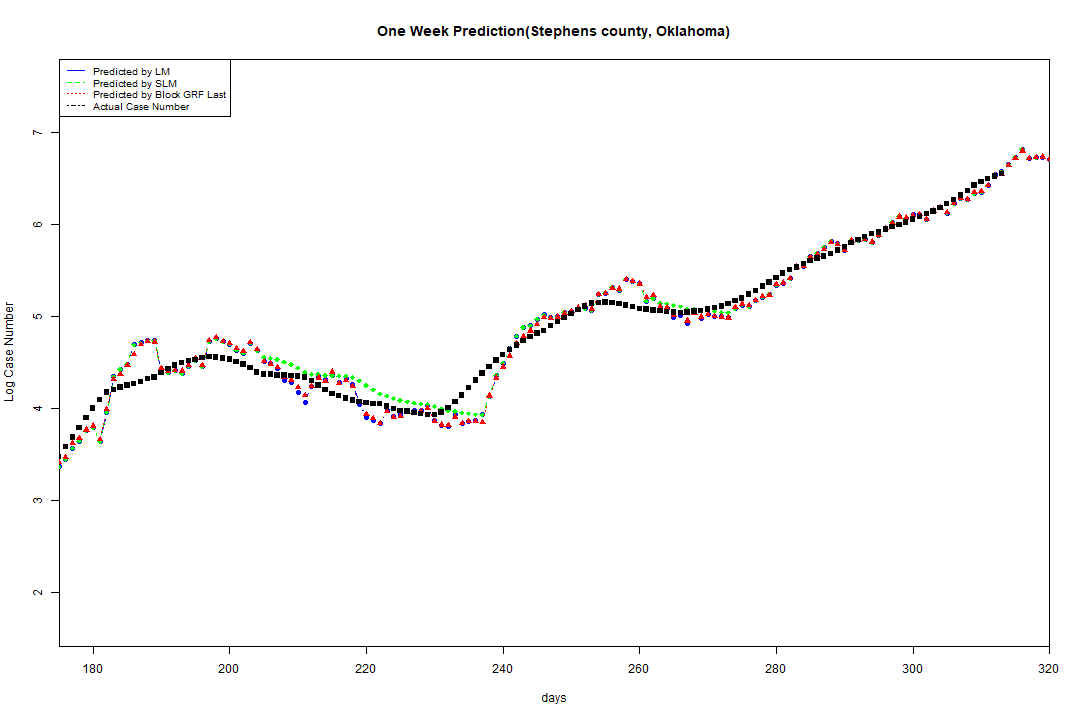 One Week Prediction(Stephens county, Oklahoma)
Predicted by LM
Predicted by SLM
Predicted by Block GRF Last
Actual Case Number
7
6
5
4
3
2
Log Case Number
180 200 220 240 260 280 300 320
days